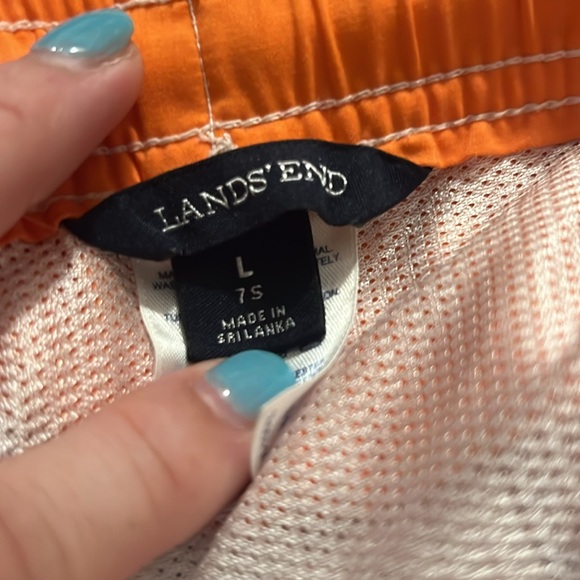 LANDS' END
L
7S
MADE IN
SRI LANKA